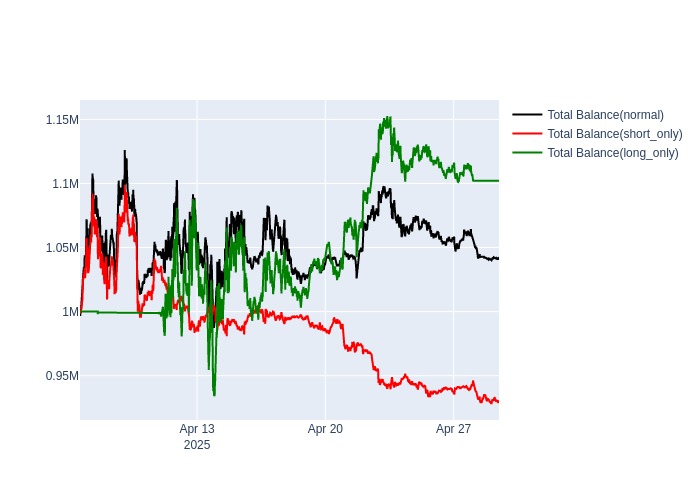 1.15M
1.1M
1.05M
1M
0.95M
Apr 13
2025
Apr 20
Apr 27
Total Balance(normal)
Total Balance(short_only)
Total Balance(long_only)